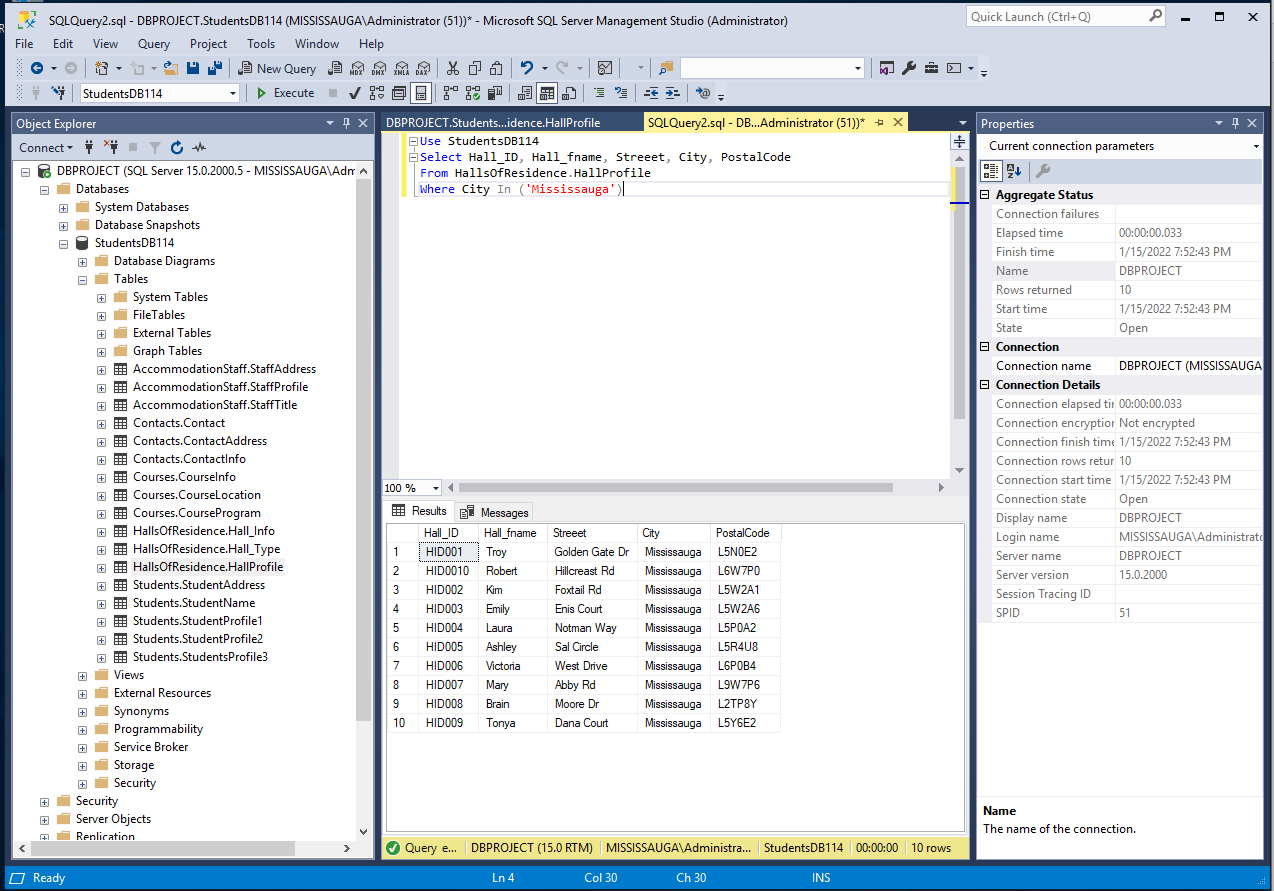 SQLQuery2.sql - DBPROJECT.StudentsDB114 (MISSISSAUGA\Administrator (51))* - Microsoft SQL Server Management Studio (Administrator)
Quick Launch (Ctrl+Q)
File Edit View Query Project Tools Window Help
New Query MDX DMX XMLA DAX
StudentsDB114 Execute
Object Explorer
Connect
DBPROJECT (SQL Server 15.0.2000.5 - MISSISSAUGA\Adm
Databases
System Databases
Database Snapshots
StudentsDB114
Database Diagrams
Tables
System Tables
FileTables
External Tables
Graph Tables
AccommodationStaff.StaffAddress
AccommodationStaff.StaffProfile
AccommodationStaff.StaffTitle
Contacts.Contact
Contacts.ContactAddress
Contacts.ContactInfo
Courses.CourseInfo
Courses.CourseLocation
Courses.CourseProgram
HallsOfResidence.Hall_Info
HallsOfResidence.Hall_Type
HallsOfResidence.HallProfile
Students.StudentAddress
Students.StudentName
Students.StudentProfile1
Students.StudentProfile2
Students.StudentsProfile3
Views
External Resources
Synonyms
Programmability
Service Broker
Storage
Security
Security
Server Objects
Replication
DBPROJECT.Students...idence.HallProfile
SQLQuery2.sql - DB...Administrator (51))*
Use StudentsDB114
Select Hall_ID, Hall_fname, Streeet, City, PostalCode
From HallsOfResidence.HallProfile
Where City In ('Mississauga')
100 %
Results Messages
Hall_ID Hall_fname Streeet City PostalCode
1 HID001 Troy Golden Gate Dr Mississauga L5N0E2
2 HID0010 Robert Hillcreast Rd Mississauga L6W7P0
3 HID002 Kim Foxtail Rd Mississauga L5W2A1
4 HID003 Emily Enis Court Mississauga L5W2A6
5 HID004 Laura Notman Way Mississauga L5P0A2
6 HID005 Ashley Sal Circle Mississauga L5R4U8
7 HID006 Victoria West Drive Mississauga L6P0B4
8 HID007 Mary Abby Rd Mississauga L9W7P6
9 HID008 Brain Moore Dr Mississauga L2TP8Y
10 HID009 Tonya Dana Court Mississauga L5Y6E2
Query e... DBPROJECT (15.0 RTM) MISSISSAUGA\Administra... StudentsDB114 00:00:00 10 rows
Properties
Current connection parameters
Aggregate Status
Connection failures
Elapsed time 00:00:00.033
Finish time 1/15/2022 7:52:43 PM
Name DBPROJECT
Rows returned 10
Start time 1/15/2022 7:52:43 PM
State Open
Connection
Connection name DBPROJECT (MISSISSAUGA
Connection Details
Connection elapsed tir 00:00:00.033
Connection encryption Not encrypted
Connection finish time 1/15/2022 7:52:43 PM
Connection rows retur 10
Connection start time 1/15/2022 7:52:43 PM
Connection state Open
Display name DBPROJECT
Login name MISSISSAUGA\Administrato
Server name DBPROJECT
Server version 15.0.2000
Session Tracing ID
SPID 51
Name
The name of the connection.
Ready Ln 4 Col 30 Ch 30 INS